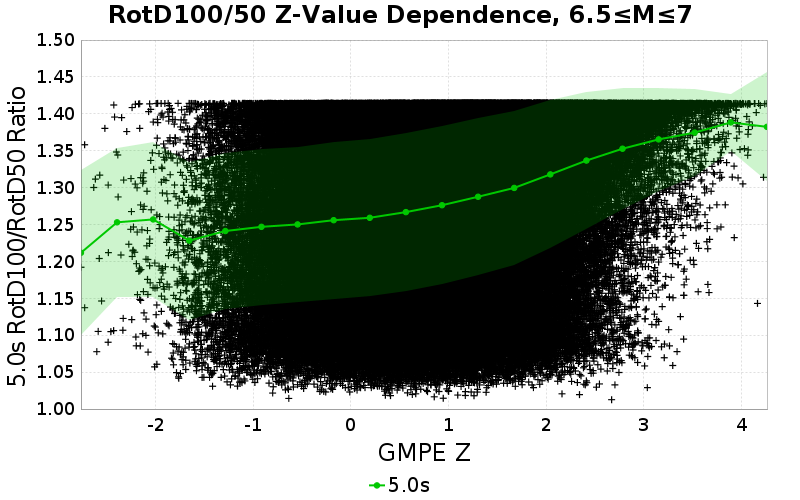 RotD100/50 Z-Value Dependence, 6.5≤M≤7
5.0s RotD100/RotD50 Ratio
1.50
1.45
1.40
1.35
1.30
1.25
1.20
1.15
1.10
1.05
1.00
-2 -1 0 1 2 3 4
GMPE Z
5.0s